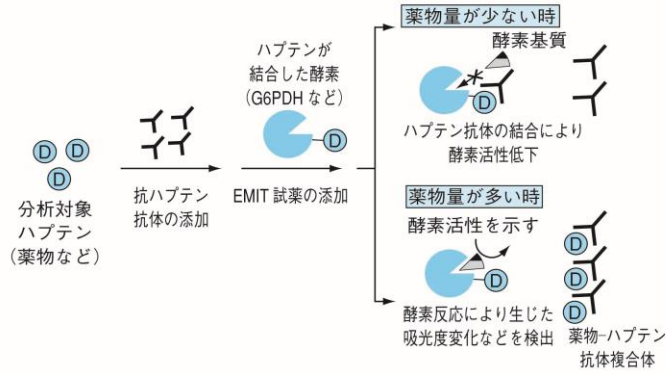 D D
D
分析対象
ハプテン
(薬物など)
抗ハプテン
抗体の添加
ハプテンが
結合した酵素
(G6PDH など)
D
EMIT 試薬の添加
薬物量が少ない時
酵素基質
D
ハプテン抗体の結合により
酵素活性低下
薬物量が多い時
酵素活性を示す
D
酵素反応により生じた
吸光度変化などを検出
D
D
D
薬物-ハプテン
抗体複合体